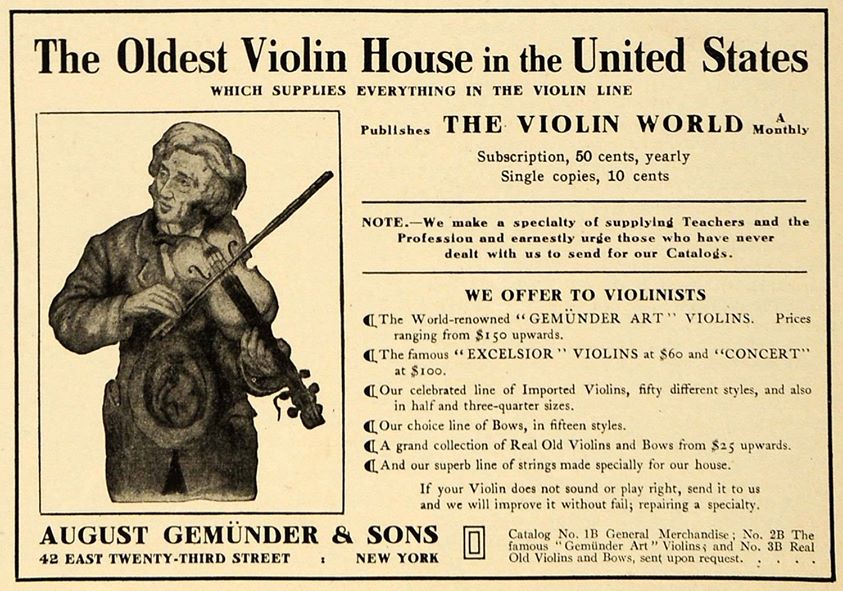 The Oldest Violin House in the United States
WHICH SUPPLIES EVERYTHING IN THE VIOLIN LINE
Publishes THE VIOLIN WORLD A Monthly
Subscription, 50 cents, yearly
Single copies, 10 cents
NOTE.—We make a specialty of supplying Teachers and the
Profession and earnestly urge those who have never
dealt with us to send for our Catalogs.
WE OFFER TO VIOLINISTS
¶The World-renowned "GEMÜNDER ART" VIOLINS. Prices
ranging from $150 upwards.
¶The famous "EXCELSIOR" VIOLINS at $60 and "CONCERT"
at $100.
¶Our celebrated line of Imported Violins, fifty different styles, and also
in half and three-quarter sizes.
¶Our choice line of Bows, in fifteen styles.
¶A grand collection of Real Old Violins and Bows from $25 upwards.
¶And our superb line of strings made specially for our house.
If your Violin does not sound or play right, send it to us
and we will improve it without fail; repairing a specialty.
AUGUST GEMÜNDER & SONS
42 EAST TWENTY-THIRD STREET : NEW YORK
Catalog No. 1B General Merchandise; No. 2B The
famous "Gemünder Art" Violins; and No. 3B Real
Old Violins and Bows, sent upon request. . . . .